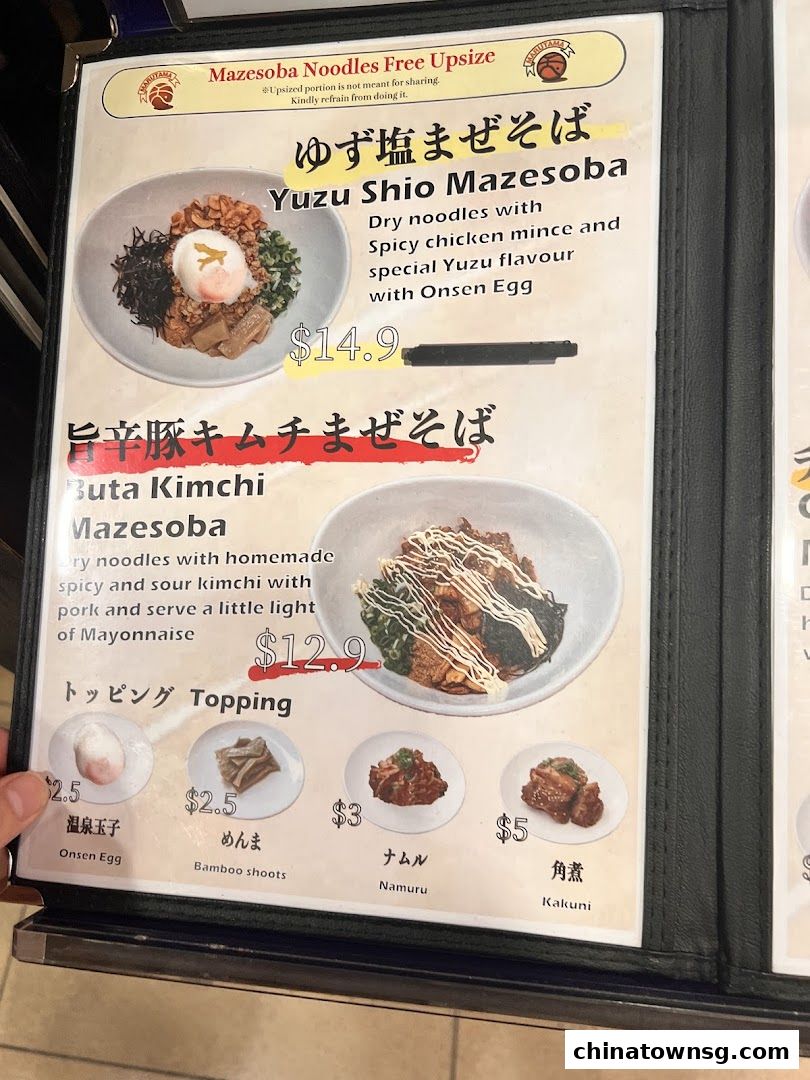 Mazesoba Noodles Free Upsize
※Upsized portion is not meant for sharing.
Kindly refrain from doing it.
MARUTAMA
MARUTAMA
ゆず塩まぜそば
Yuzu Shio Mazesoba
Dry noodles with
Spicy chicken mince and
special Yuzu flavour
with Onsen Egg
$14.9
旨辛豚キムチまぜそば
Buta Kimchi
Mazesoba
Dry noodles with homemade
spicy and sour kimchi with
pork and serve a little light
of Mayonnaise
$12.9
トッピング Topping
$2.5
温泉玉子
Onsen Egg
$2.5
めんま
Bamboo shoots
$3
ナムル
Namuru
$5
角煮
Kakuni
chinatownsg.com